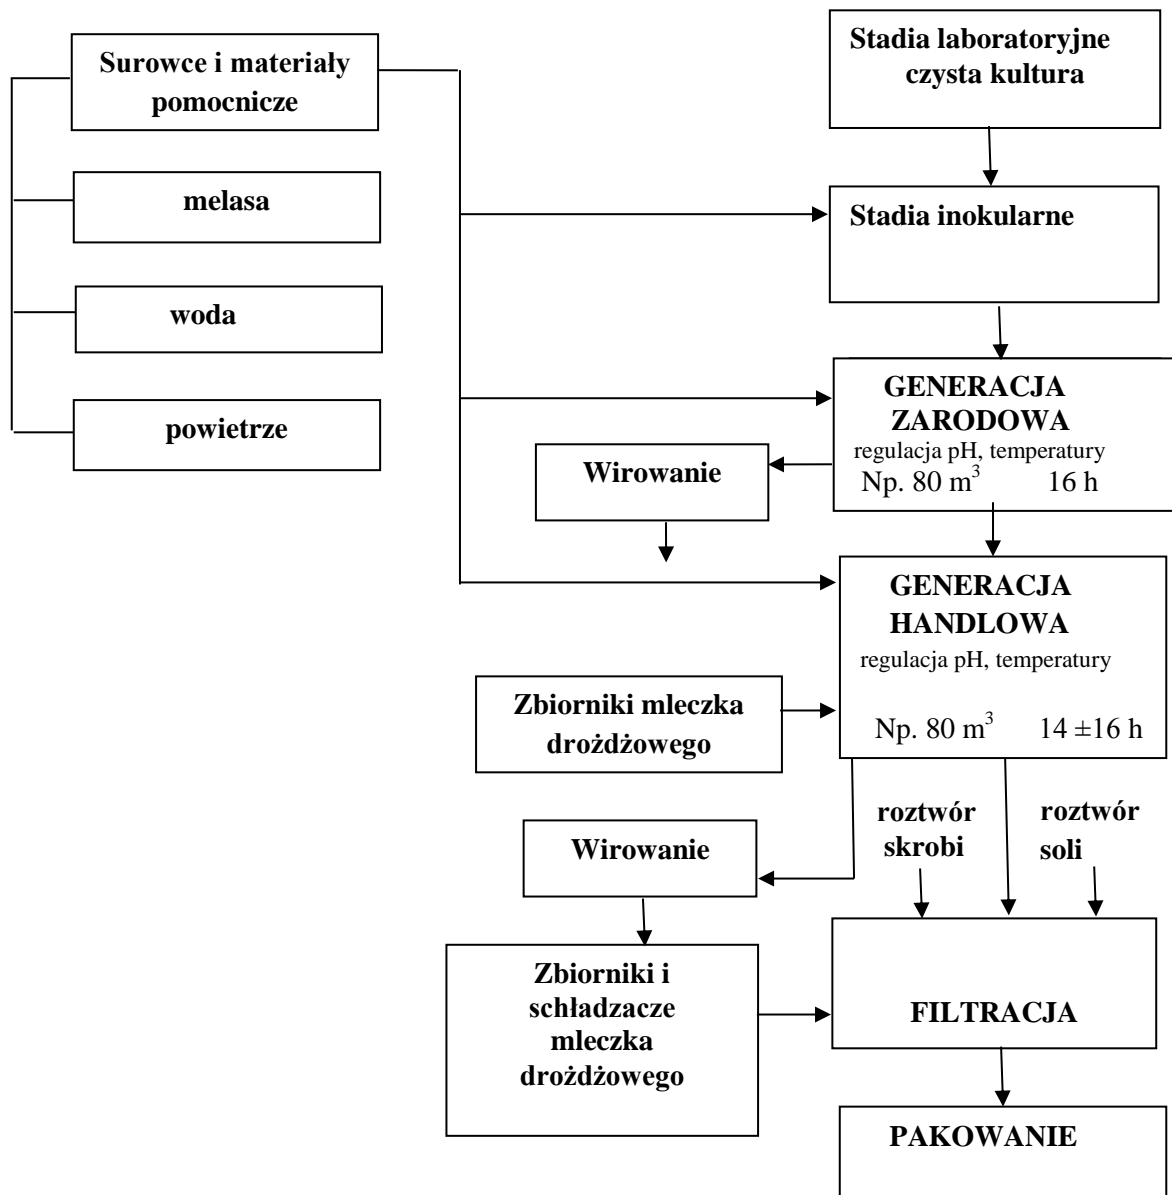 Surowce i materiały
pomocnicze
melasa
woda
powietrze
Stadia laboratoryjne
czysta kultura
Stadia inokularne
GENERACJA
ZARODOWA
regulacja pH, temperatury
Np. 80 m³ 16 h
Wirowanie
GENERACJA
HANDLOWA
regulacja pH, temperatury
Np. 80 m³ 14 ±16 h
Zbiorniki mleczka
drożdżowego
roztwór
skrobi
roztwór
soli
Wirowanie
Zbiorniki i
schładzacze
mleczka
drożdżowego
FILTRACJA
PAKOWANIE